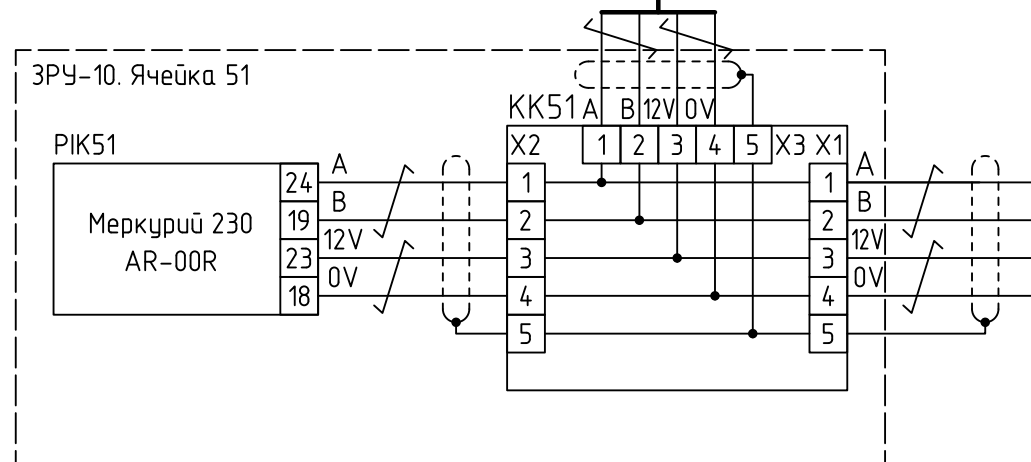 ЗРУ-10. Ячейка 51
КК51 А В 12V 0V
PIK51
X2 1 2 3 4 5 X3 X1
24 А 1 1 А
Меркурий 230 19 В 2 2 В
AR-00R 23 12V 3 3 12V
18 0V 4 4 0V
5 5